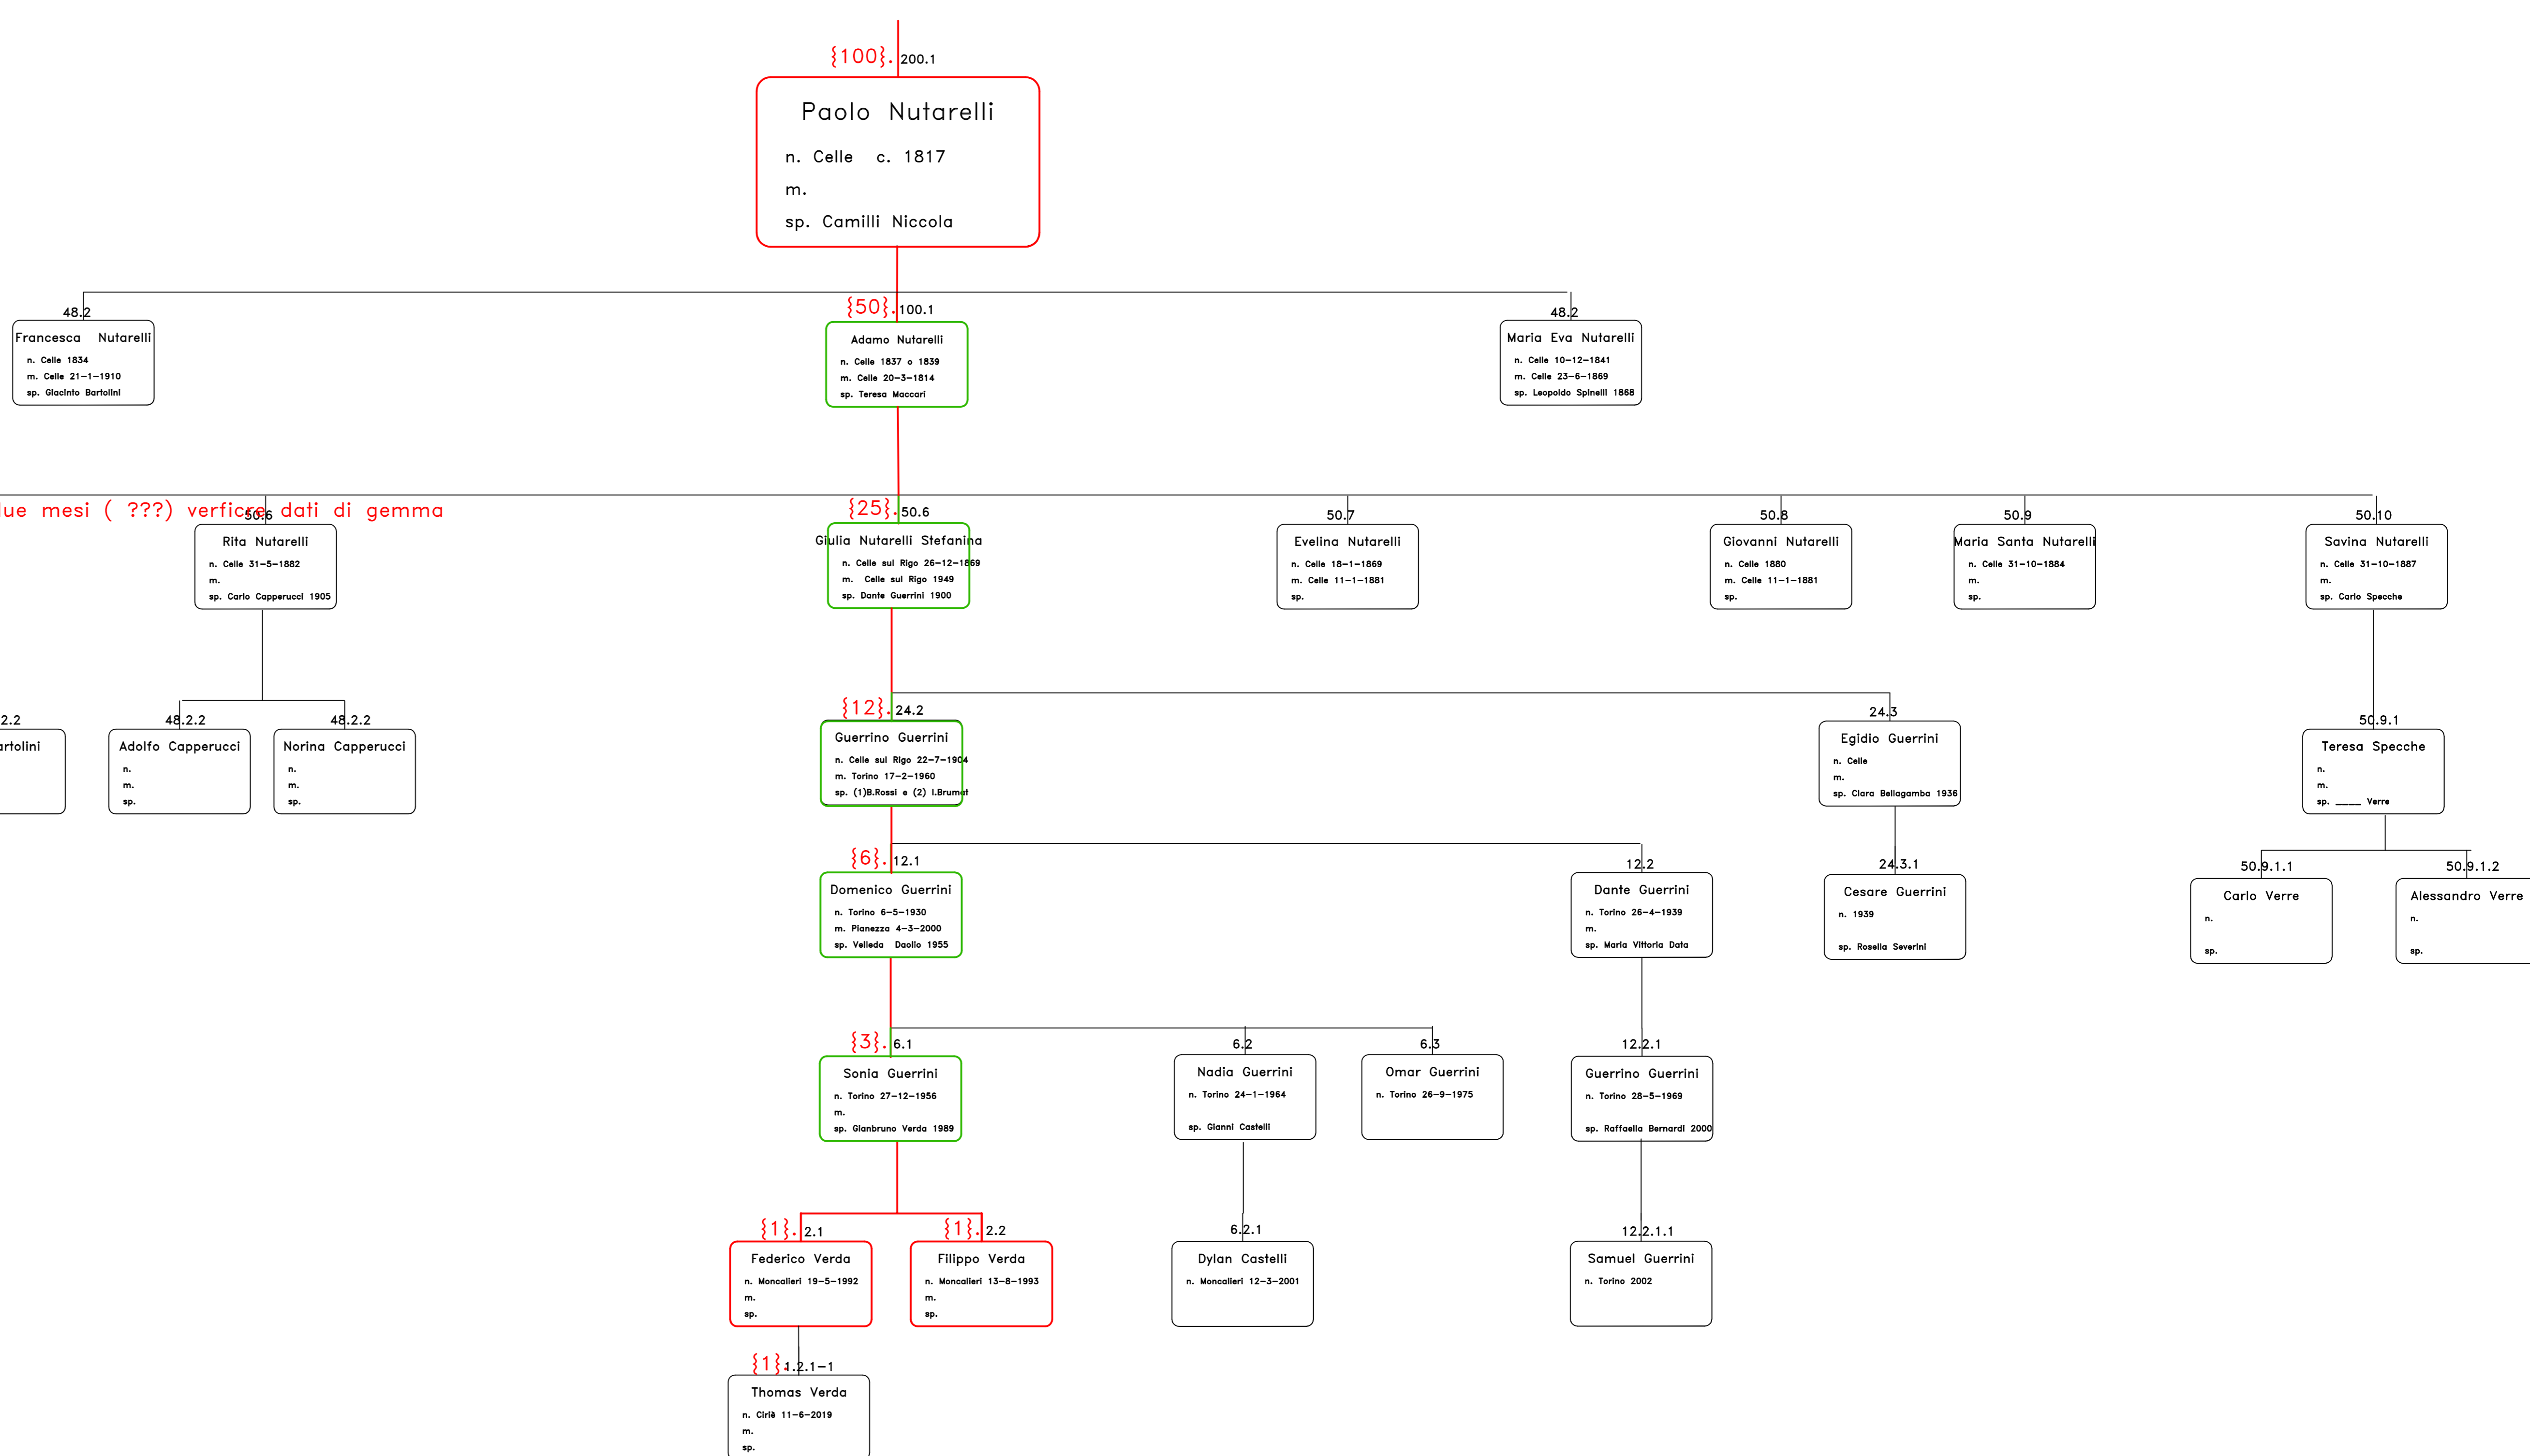 {100}. 200.1
Paolo Nutarelli
n. Celle c. 1817
m.
sp. Camilli Niccola
48.2
Francesca Nutarelli
n. Celle 1834
m. Celle 21-1-1910
sp. Giacinto Bartolini
{50}. 100.1
Adamo Nutarelli
n. Celle 1837 o 1839
m. Celle 20-3-1814
sp. Teresa Maccari
48.2
Maria Eva Nutarelli
n. Celle 10-12-1841
m. Celle 23-6-1869
sp. Leopoldo Spinelli 1868
due mesi ( ???) verficre dati di gemma
50.6
Rita Nutarelli
n. Celle 31-5-1882
m.
sp. Carlo Capperucci 1905
{25}. 50.6
Giulia Nutarelli Stefanina
n. Celle sul Rigo 26-12-1869
m. Celle sul Rigo 1949
sp. Dante Guerrini 1900
50.7
Evelina Nutarelli
n. Celle 18-1-1869
m. Celle 11-1-1881
sp.
50.8
Giovanni Nutarelli
n. Celle 1880
m. Celle 11-1-1881
sp.
50.9
Maria Santa Nutarelli
n. Celle 31-10-1884
m.
sp.
50.10
Savina Nutarelli
n. Celle 31-10-1887
m.
sp. Carlo Specche
2.2
artolini
48.2.2
Adolfo Capperucci
n.
m.
sp.
48.2.2
Norina Capperucci
n.
m.
sp.
{12}. 24.2
Guerrino Guerrini
n. Celle sul Rigo 22-7-1904
m. Torino 17-2-1960
sp. (1)B.Rossi e (2) I.Brumat
24.3
Egidio Guerrini
n. Celle
m.
sp. Clara Bellagamba 1936
50.9.1
Teresa Specche
n.
m.
sp. ____ Verre
{6}. 12.1
Domenico Guerrini
n. Torino 6-5-1930
m. Pianezza 4-3-2000
sp. Velleda Daolio 1955
12.2
Dante Guerrini
n. Torino 26-4-1939
m.
sp. Maria Vittoria Data
24.3.1
Cesare Guerrini
n. 1939
sp. Rosella Severini
50.9.1.1
Carlo Verre
n.
sp.
50.9.1.2
Alessandro Verre
n.
sp.
{3}. 6.1
Sonia Guerrini
n. Torino 27-12-1956
m.
sp. Gianbruno Verda 1989
6.2
Nadia Guerrini
n. Torino 24-1-1964
sp. Gianni Castelli
6.3
Omar Guerrini
n. Torino 26-9-1975
12.2.1
Guerrino Guerrini
n. Torino 28-5-1969
sp. Raffaella Bernardi 2000
{1}. 2.1
Federico Verda
n. Moncalieri 19-5-1992
m.
sp.
{1}. 2.2
Filippo Verda
n. Moncalieri 13-8-1993
m.
sp.
6.2.1
Dylan Castelli
n. Moncalieri 12-3-2001
12.2.1.1
Samuel Guerrini
n. Torino 2002
{1}. 1.2.1-1
Thomas Verda
n. Ciriè 11-6-2019
m.
sp.